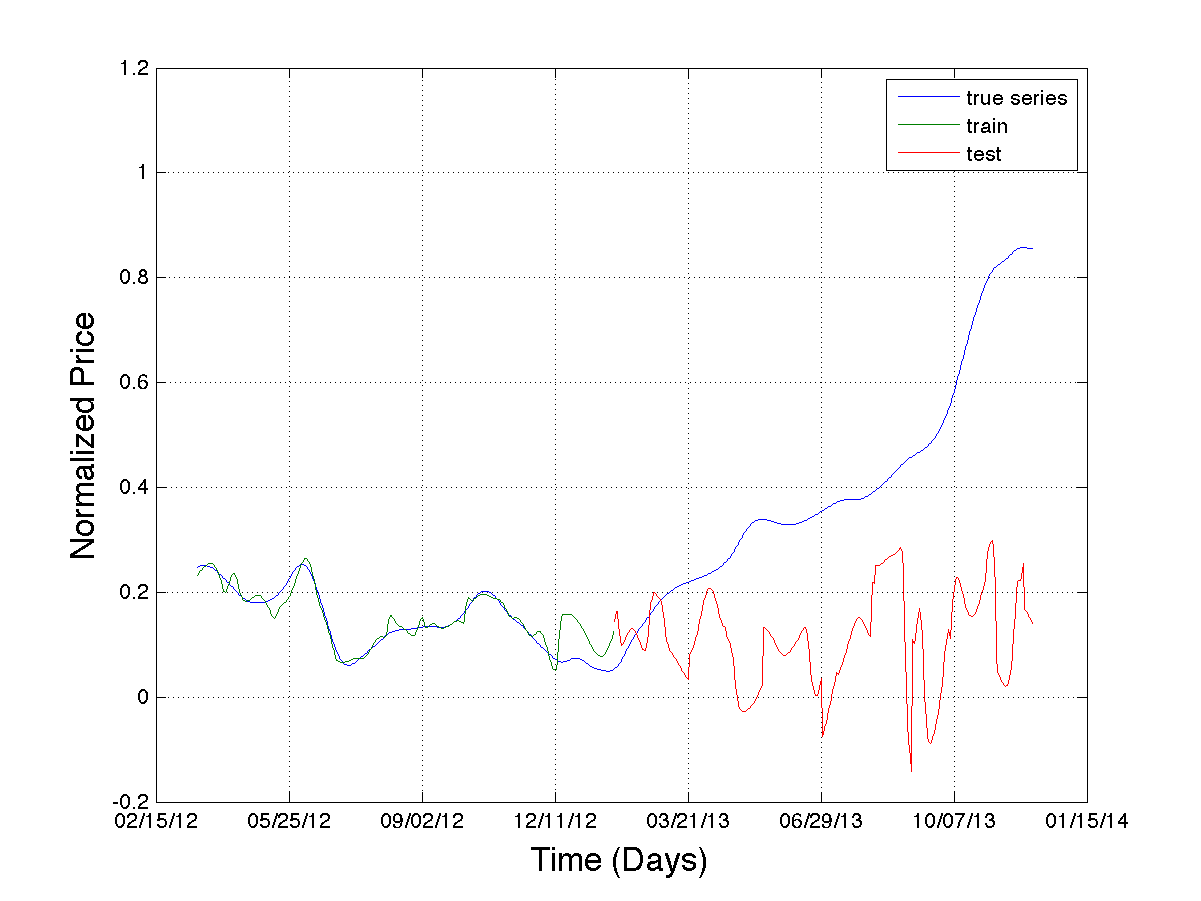 1.2
1
0.8
0.6
0.4
0.2
0
-0.2
Normalized Price
true series
train
test
02/15/12 05/25/12 09/02/12 12/11/12 03/21/13 06/29/13 10/07/13 01/15/14
Time (Days)